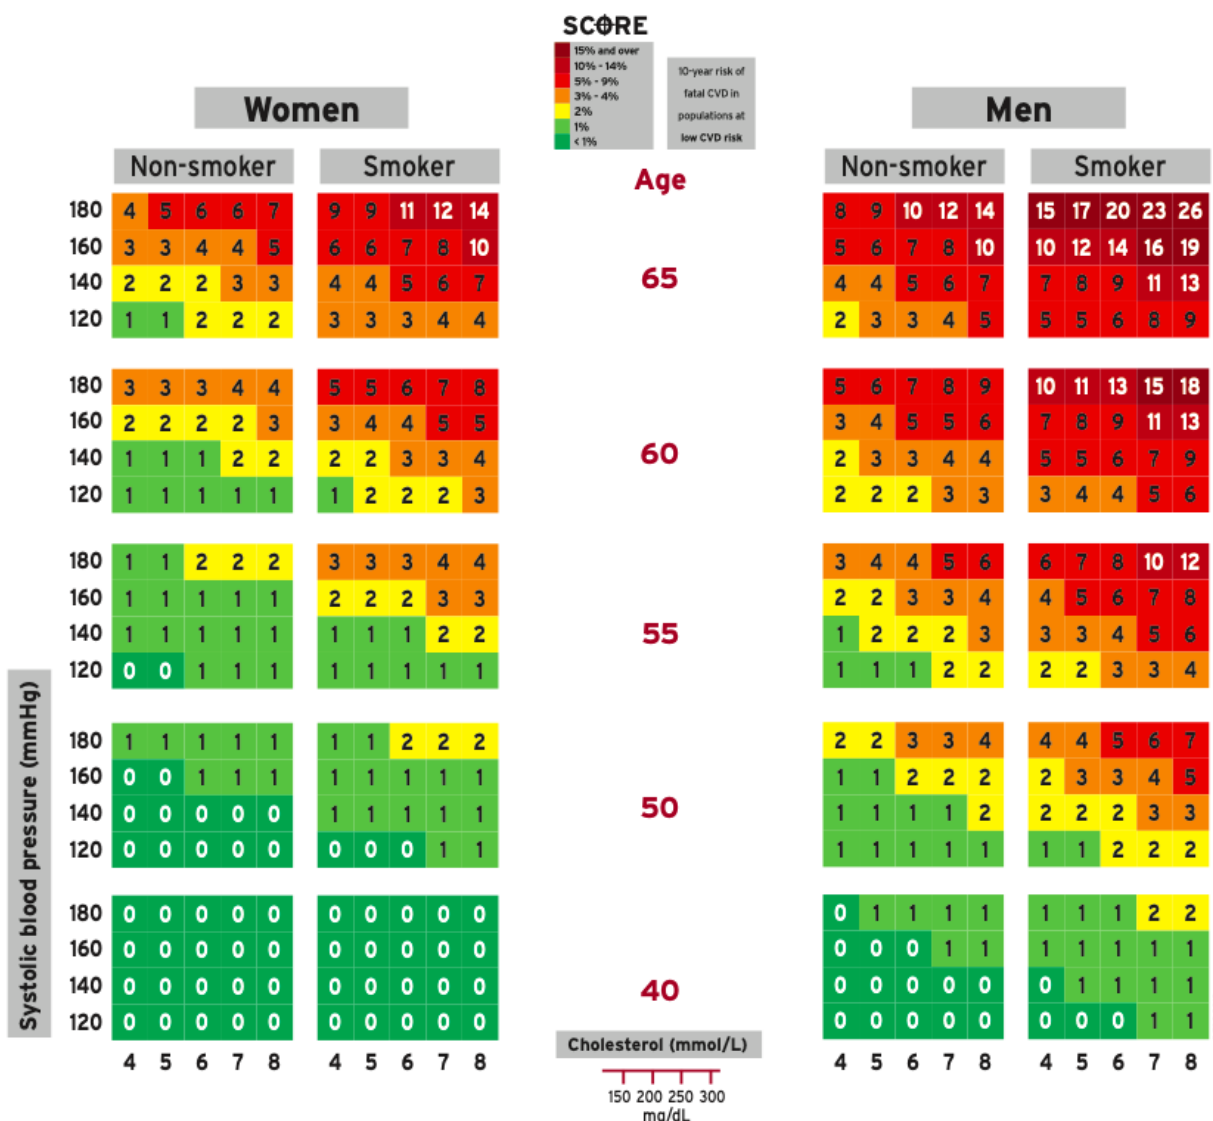 SCORE
15% and over
10% - 14%
5% - 9%
3% - 4%
2%
1%
< 1%
10-year risk of
fatal CVD in
populations at
low CVD risk
Women Men
Non-smoker Smoker Age Non-smoker Smoker
180 4 5 6 6 7 9 9 11 12 14 8 9 10 12 14 15 17 20 23 26
160 3 3 4 4 5 6 6 7 8 10 5 6 7 8 10 10 12 14 16 19
65
140 2 2 2 3 3 4 4 5 6 7 4 4 5 6 7 7 8 9 11 13
120 1 1 2 2 2 3 3 3 4 4 2 3 3 4 5 5 5 6 8 9
180 3 3 3 4 4 5 5 6 7 8 5 6 7 8 9 10 11 13 15 18
160 2 2 2 2 3 3 4 4 5 5 3 4 5 5 6 7 8 9 11 13
60
140 1 1 1 2 2 2 2 3 3 4 2 3 3 4 4 5 5 6 7 9
120 1 1 1 1 1 1 2 2 2 3 2 2 2 3 3 3 4 4 5 6
180 1 1 2 2 2 3 3 3 4 4 3 4 4 5 6 6 7 8 10 12
160 1 1 1 1 1 2 2 2 3 3 2 2 3 3 4 4 5 6 7 8
55
140 1 1 1 1 1 1 1 1 2 2 1 2 2 2 3 3 3 4 5 6
120 0 0 1 1 1 1 1 1 1 1 1 1 1 2 2 2 2 3 3 4
180 1 1 1 1 1 1 1 2 2 2 2 2 3 3 4 4 4 5 6 7
160 0 0 1 1 1 1 1 1 1 1 1 1 2 2 2 2 3 3 4 5
50
140 0 0 0 0 0 1 1 1 1 1 1 1 1 1 2 2 2 2 3 3
120 0 0 0 0 0 0 0 0 1 1 1 1 1 1 1 1 1 2 2 2
180 0 0 0 0 0 0 0 0 0 0 0 1 1 1 1 1 1 1 2 2
160 0 0 0 0 0 0 0 0 0 0 0 0 0 1 1 1 1 1 1 1
140 0 0 0 0 0 0 0 0 0 0 40 0 0 0 0 0 0 1 1 1 1
120 0 0 0 0 0 0 0 0 0 0 0 0 0 0 0 0 0 0 1 1
Systolic blood pressure (mmHg)
4 5 6 7 8 4 5 6 7 8 4 5 6 7 8 4 5 6 7 8
Cholesterol (mmol/L)
150 200 250 300
mg/dL